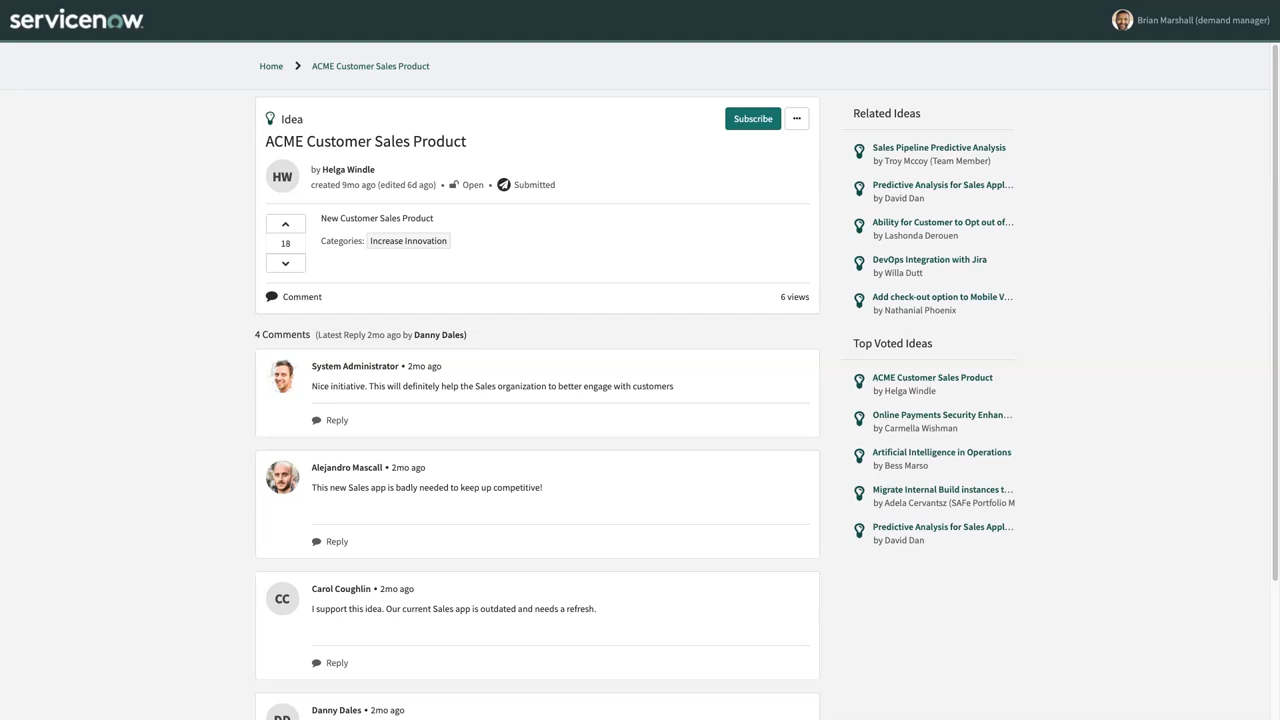 servicenow
Brian Marshall (demand manager)
Home
ACME Customer Sales Product
Idea
Subscribe
ACME Customer Sales Product
HW
by Helga Windle
created 9mo ago (edited 6d ago) • Open • Submitted
New Customer Sales Product
18
Categories: Increase Innovation
Comment
6 views
4 Comments (Latest Reply 2mo ago by Danny Dales)
System Administrator • 2mo ago
Nice initiative. This will definitely help the Sales organization to better engage with customers
Reply
Alejandro Mascall • 2mo ago
This new Sales app is badly needed to keep up competitive!
Reply
CC
Carol Coughlin • 2mo ago
I support this idea. Our current Sales app is outdated and needs a refresh.
Reply
DD
Danny Dales • 2mo ago
Related Ideas
Sales Pipeline Predictive Analysis
by Troy Mccoy (Team Member)
Predictive Analysis for Sales Appl...
by David Dan
Ability for Customer to Opt out of...
by Lashonda Derouen
DevOps Integration with Jira
by Willa Dutt
Add check-out option to Mobile V...
by Nathanial Phoenix
Top Voted Ideas
ACME Customer Sales Product
by Helga Windle
Online Payments Security Enhan...
by Carmella Wishman
Artificial Intelligence in Operations
by Bess Marso
Migrate Internal Build instances t...
by Adela Cervantsz (SAFe Portfolio M
Predictive Analysis for Sales Appl...
by David Dan